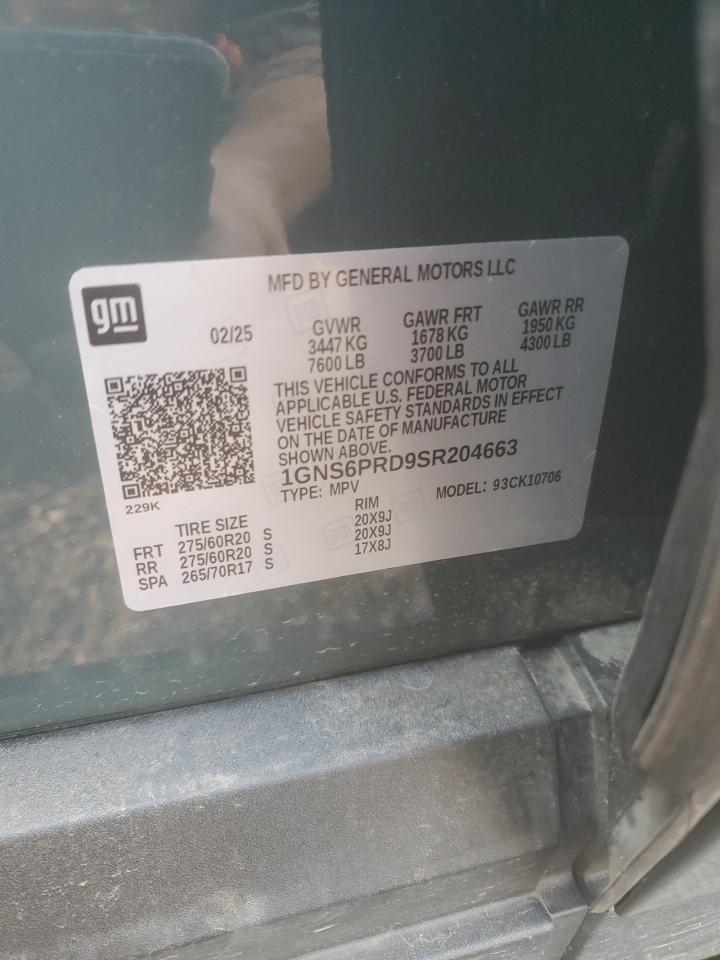 gm
MFD BY GENERAL MOTORS LLC
02/25
GVWR GAWR FRT GAWR RR
3447 KG 1678 KG 1950 KG
7600 LB 3700 LB 4300 LB
THIS VEHICLE CONFORMS TO ALL
APPLICABLE U.S. FEDERAL MOTOR
VEHICLE SAFETY STANDARDS IN EFFECT
ON THE DATE OF MANUFACTURE
SHOWN ABOVE.
1GNS6PRD9SR204663
TYPE: MPV MODEL: 93CK10706
229K
TIRE SIZE RIM
FRT 275/60R20 S 20X9J
RR 275/60R20 S 20X9J
SPA 265/70R17 S 17X8J